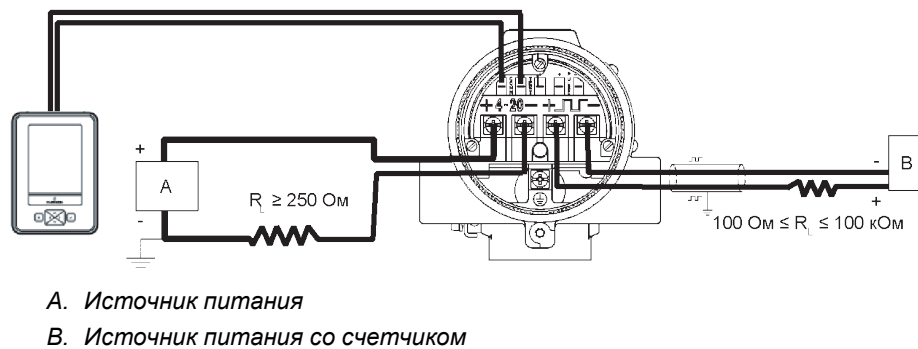 + 4-20 - + -
+
A
-
R_L ≥ 250 Ом
-
B
+
100 Ом ≤ R_L ≤ 100 кОм
A. Источник питания
B. Источник питания со счетчиком